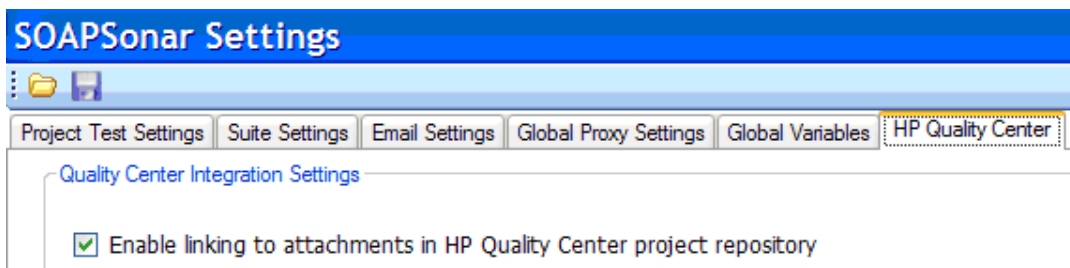 SOAPSonar Settings
Project Test Settings Suite Settings Email Settings Global Proxy Settings Global Variables HP Quality Center
Quality Center Integration Settings
Enable linking to attachments in HP Quality Center project repository